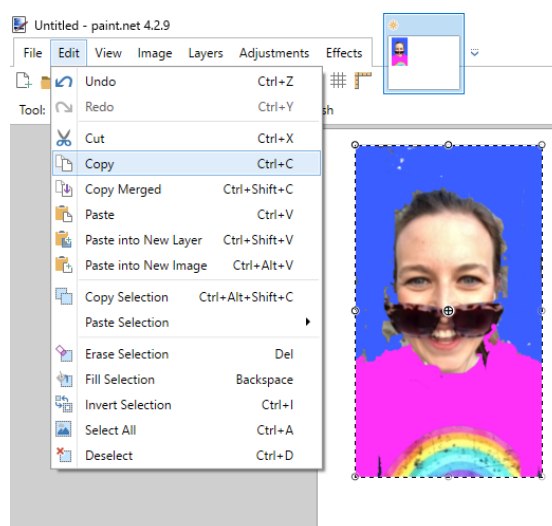 Untitled - paint.net 4.2.9
File Edit View Image Layers Adjustments Effects
Tool:
Undo Ctrl+Z
Redo Ctrl+Y
Cut Ctrl+X
Copy Ctrl+C
Copy Merged Ctrl+Shift+C
Paste Ctrl+V
Paste into New Layer Ctrl+Shift+V
Paste into New Image Ctrl+Alt+V
Copy Selection Ctrl+Alt+Shift+C
Paste Selection
Erase Selection Del
Fill Selection Backspace
Invert Selection Ctrl+I
Select All Ctrl+A
Deselect Ctrl+D